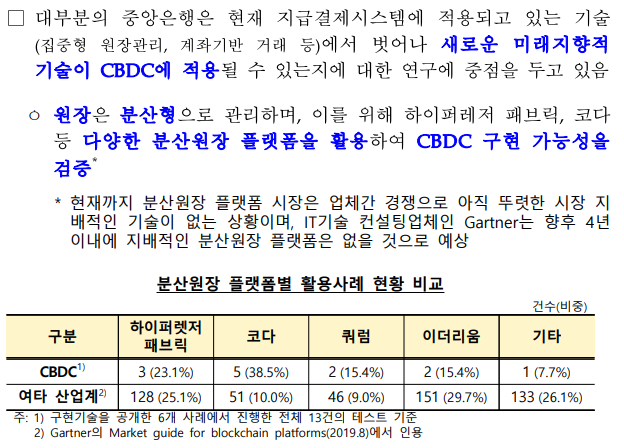 □ 대부분의 중앙은행은 현재 지급결제시스템에 적용되고 있는 기술
(집중형 원장관리, 계좌기반 거래 등)에서 벗어나 새로운 미래지향적
기술이 CBDC에 적용될 수 있는지에 대한 연구에 중점을 두고 있음
ㅇ 원장은 분산형으로 관리하며, 이를 위해 하이퍼레저 패브릭, 코다
등 다양한 분산원장 플랫폼을 활용하여 CBDC 구현 가능성을
검증*
* 현재까지 분산원장 플랫폼 시장은 업체간 경쟁으로 아직 뚜렷한 시장 지
배적인 기술이 없는 상황이며, IT기술 컨설팅업체인 Gartner는 향후 4년
이내에 지배적인 분산원장 플랫폼은 없을 것으로 예상
분산원장 플랫폼별 활용사례 현황 비교
건수(비중)
구분 하이퍼렛저 패브릭 코다 쿼럼 이더리움 기타
CBDC1) 3 (23.1%) 5 (38.5%) 2 (15.4%) 2 (15.4%) 1 (7.7%)
여타 산업계2) 128 (25.1%) 51 (10.0%) 46 (9.0%) 151 (29.7%) 133 (26.1%)
주: 1) 구현기술을 공개한 6개 사례에서 진행한 전체 13건의 테스트 기준
2) Gartner의 Market guide for blockchain platforms(2019.8)에서 인용